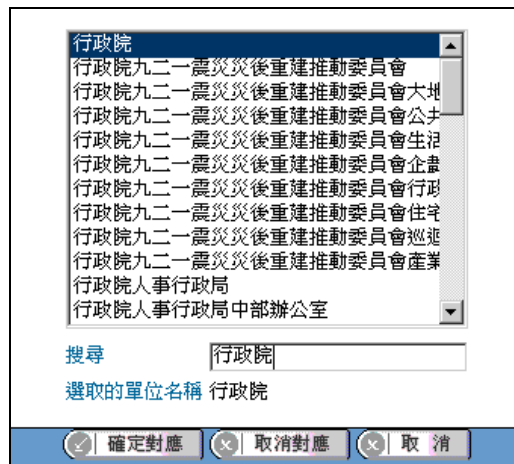 行政院
行政院九二一震災災後重建推動委員會
行政院九二一震災災後重建推動委員會大地
行政院九二一震災災後重建推動委員會公共
行政院九二一震災災後重建推動委員會生活
行政院九二一震災災後重建推動委員會企劃
行政院九二一震災災後重建推動委員會行政
行政院九二一震災災後重建推動委員會住宅
行政院九二一震災災後重建推動委員會巡迴
行政院九二一震災災後重建推動委員會產業
行政院人事行政局
行政院人事行政局中部辦公室
搜尋 行政院
選取的單位名稱 行政院
確定對應 取消對應 取 消